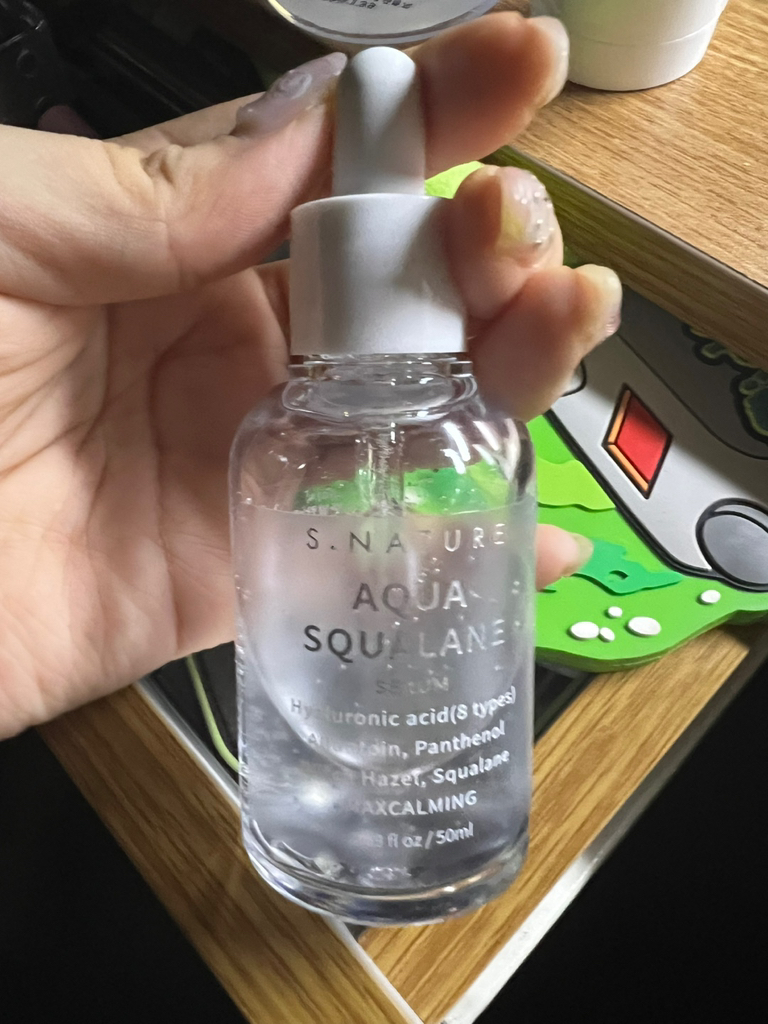 S.NATURE
AQUA
SQUALANE
SERUM
Hyaluronic acid(8 types)
Allantoin, Panthenol
Hazel, Squalane
MAXCALMING
fl oz / 50ml